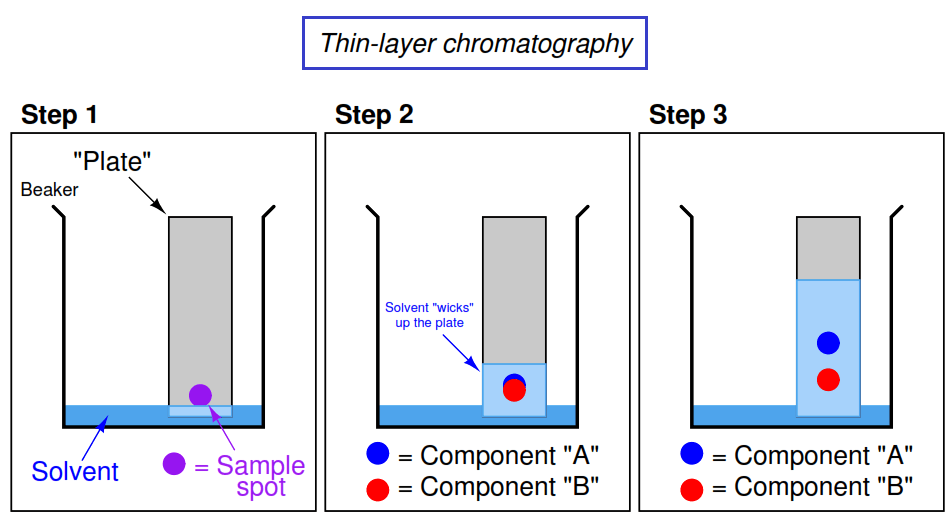 Thin-layer chromatography
Step 1
"Plate"
Beaker
Solvent
= Sample
spot
Step 2
Solvent "wicks"
up the plate
= Component "A"
= Component "B"
Step 3
= Component "A"
= Component "B"